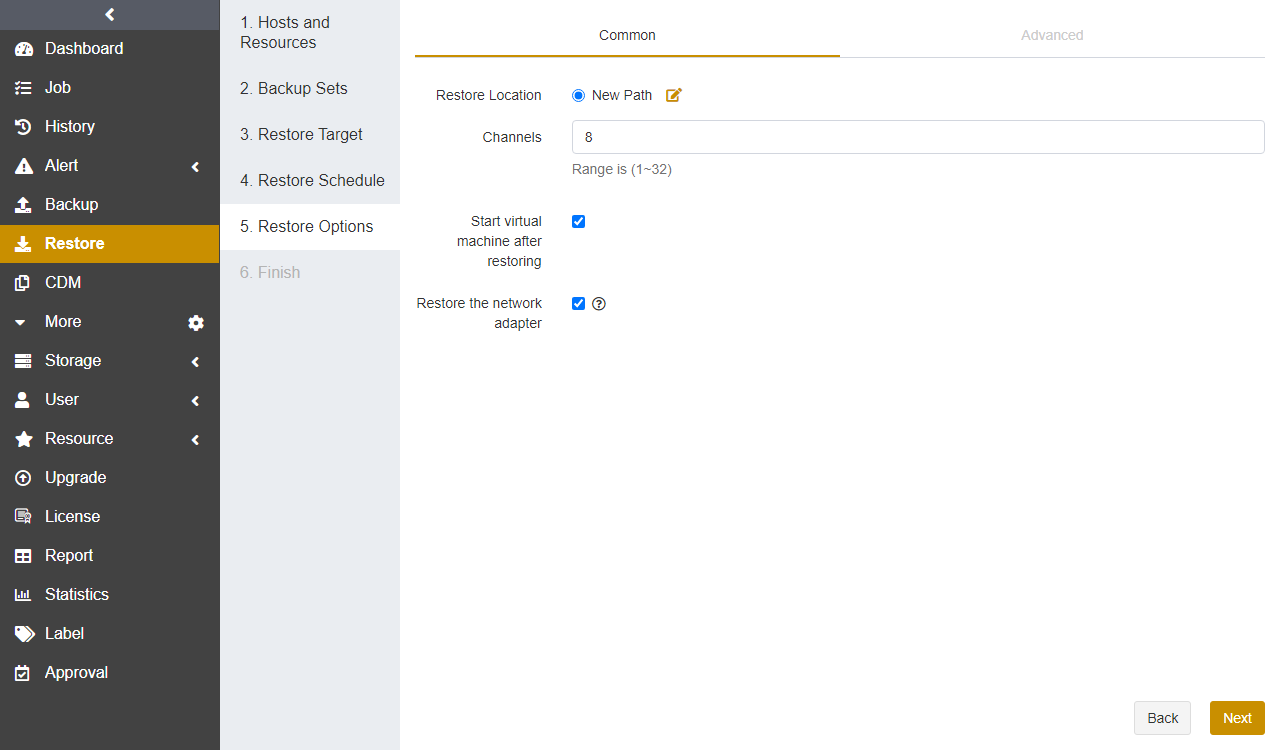 Dashboard
Job
History
Alert
Backup
Restore
CDM
More
Storage
User
Resource
Upgrade
License
Report
Statistics
Label
Approval
1. Hosts and
Resources
2. Backup Sets
3. Restore Target
4. Restore Schedule
5. Restore Options
6. Finish
Common
Advanced
Restore Location
New Path
Channels
8
Range is (1~32)
Start virtual
machine after
restoring
Restore the network
adapter
Back
Next